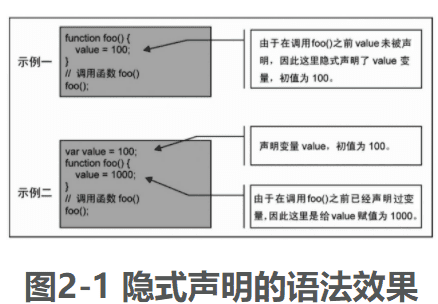 示例一
function foo() {
value = 100;
}
// 调用函数 foo()
foo();
由于在调用foo()之前 value 未被声
明，因此这里隐式声明了 value 变
量，初值为 100。
示例二
var value = 100;
function foo() {
value = 1000;
}
// 调用函数 foo()
foo();
声明变量 value，初值为 100。
由于在调用foo()之前已经声明过变
量,因此这里是给value 赋值为 1000。
图2-1 隐式声明的语法效果